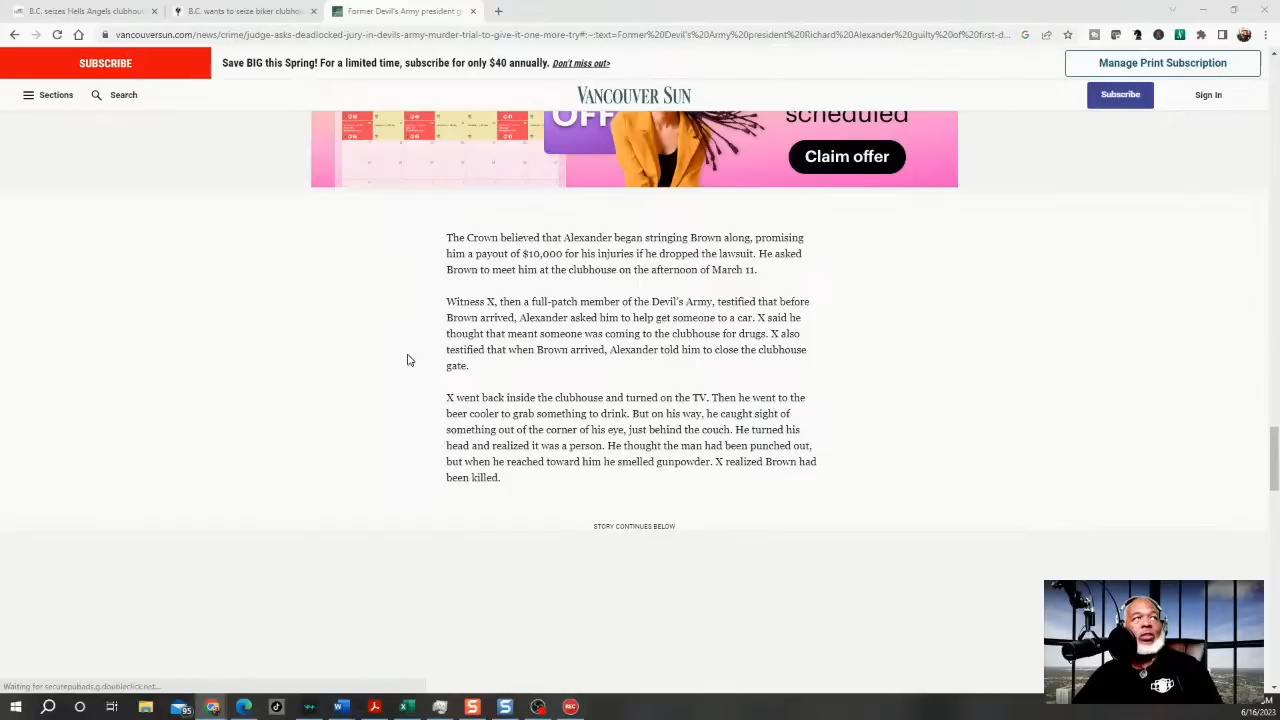 B.C. seizes Hells Angels clubhous
B.C. wants to seize biker clubhou
Former Devil's Army president g
vancouversun.com/news/crime/judge-asks-deadlocked-jury-in-devils-army-murder-trial-to-give-it-one-more-try#:~:text=Former%20Devil's%20Army%20president%20Richard%20Alexander%20guilty%20of%20first-d...
SUBSCRIBE
Save BIG this Spring! For a limited time, subscribe for only $40 annually. Don't miss out>
Manage Print Subscription
Sections
Search
VANCOUVER SUN
Subscribe
Sign In
OFF
scheduled
Claim offer
The Crown believed that Alexander began stringing Brown along, promising
him a payout of $10,000 for his injuries if he dropped the lawsuit. He asked
Brown to meet him at the clubhouse on the afternoon of March 11.
Witness X, then a full-patch member of the Devil's Army, testified that before
Brown arrived, Alexander asked him to help get someone to a car. X said he
thought that meant someone was coming to the clubhouse for drugs. X also
testified that when Brown arrived, Alexander told him to close the clubhouse
gate.
X went back inside the clubhouse and turned on the TV. Then he went to the
beer cooler to grab something to drink. But on his way, he caught sight of
something out of the corner of his eye, just behind the couch. He turned his
head and realized it was a person. He thought the man had been punched out,
but when he reached toward him he smelled gunpowder. X realized Brown had
been killed.
STORY CONTINUES BELOW
Waiting for securepubads.g.doubleclick.net...
95
REC
6/16/2023